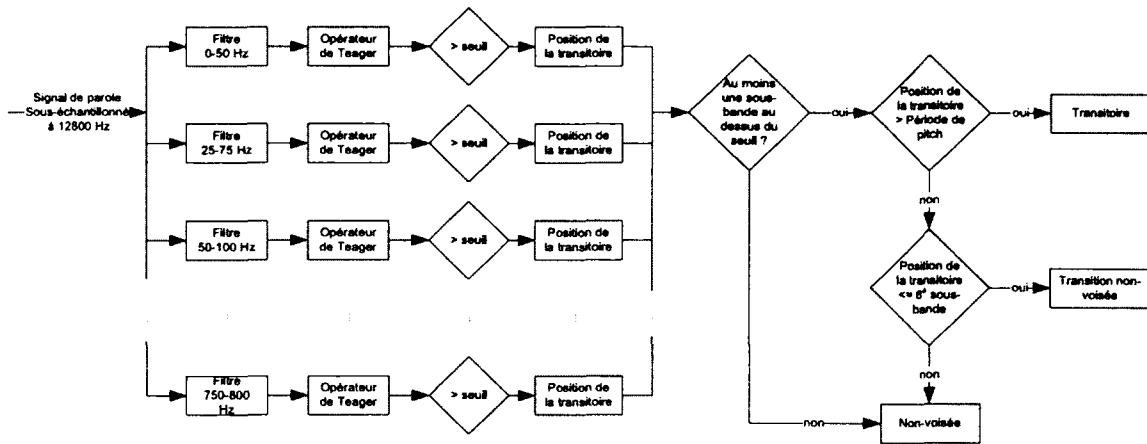 Signal de parole
Sous-échantillonné
à 12800 Hz
Filtre
0-50 Hz
Opérateur
de Teager
> seuil
Position de
la transitoire
Filtre
25-75 Hz
Opérateur
de Teager
> seuil
Position de
la transitoire
Filtre
50-100 Hz
Opérateur
de Teager
> seuil
Position de
la transitoire
Filtre
750-800
Hz
Opérateur
de Teager
> seuil
Position de
la transitoire
Au moins
une sous-
bande au
dessus du
seuil ?
oui
non
Position de
la transitoire
> Période de
pitch
oui
Transitoire
non
Position de
la transitoire
<= sous-
bande
oui
Transition non-
voisée
non
Non-voisée